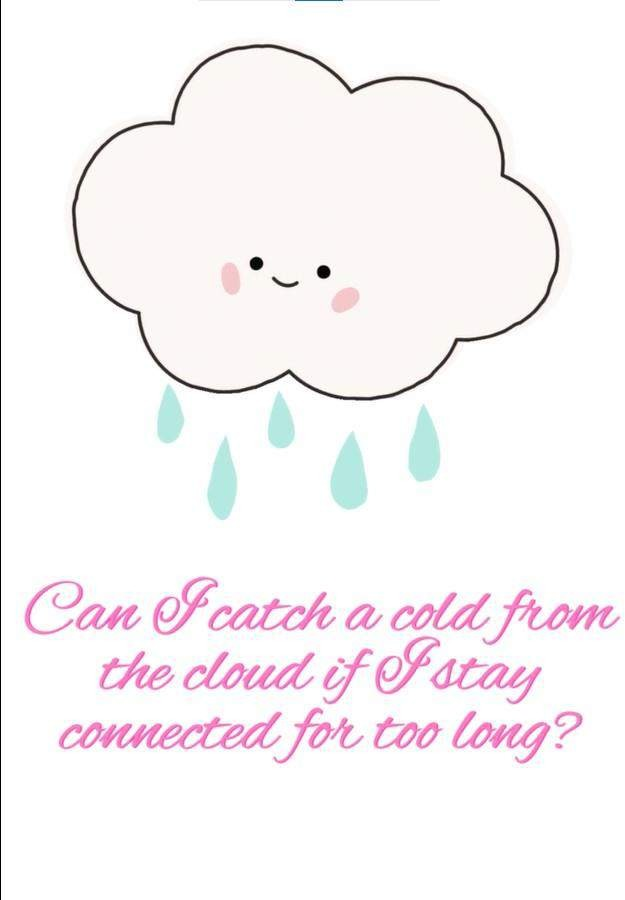 Can I catch a cold from
the cloud if I stay
connected for too long?